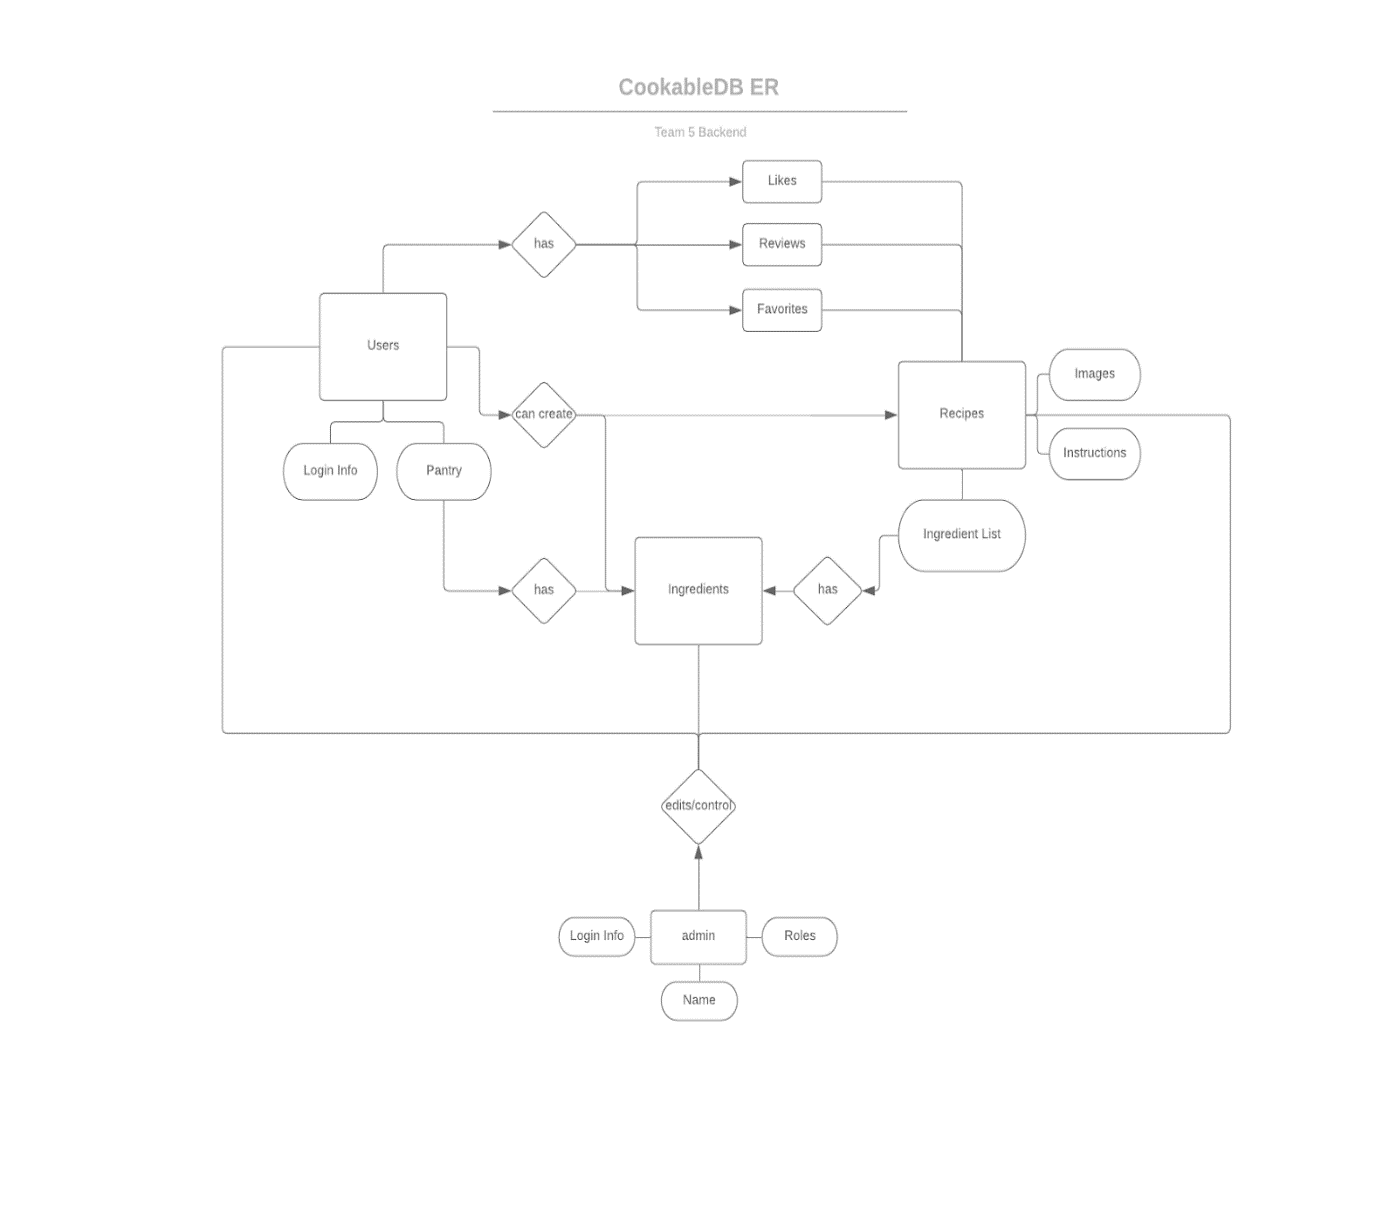 CookableDB ER
Team 5 Backend
Likes
has
Reviews
Favorites
Users
Images
can create
Recipes
Instructions
Login Info
Pantry
Ingredient List
has
Ingredients
has
edits/control
Login Info
admin
Roles
Name